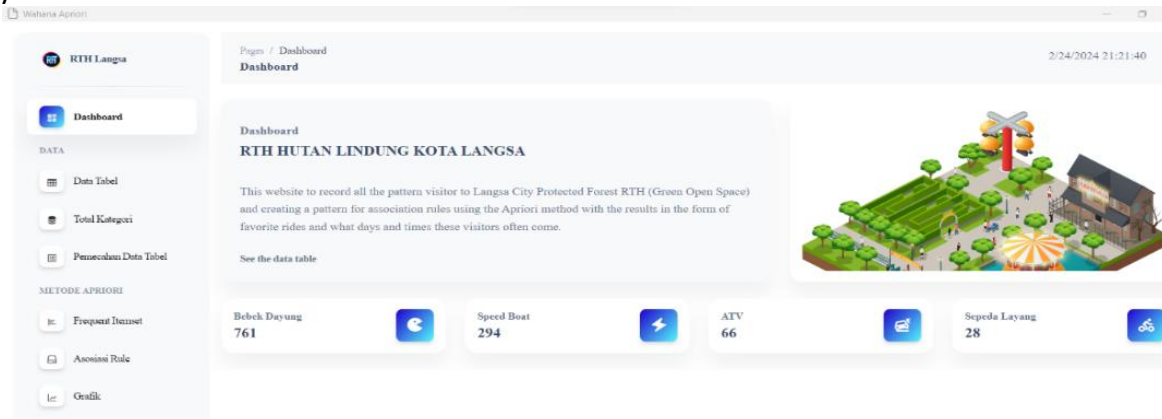 Wahana Apriori
RTH Langsa
Dashboard
DATA
Data Tabel
Total Kategori
Pemecahan Data Tabel
METODE APRIORI
Frequent Itemset
Asosiasi Rule
Grafik
Pages / Dashboard
Dashboard
2/24/2024 21:21:40
Dashboard
RTH HUTAN LINDUNG KOTA LANGSA
This website to record all the pattern visitor to Langsa City Protected Forest RTH (Green Open Space)
and creating a pattern for association rules using the Apriori method with the results in the form of
favorite rides and what days and times these visitors often come.
See the data table
Bebek Dayung
761
Speed Boat
294
ATV
66
Sepeda Layang
28